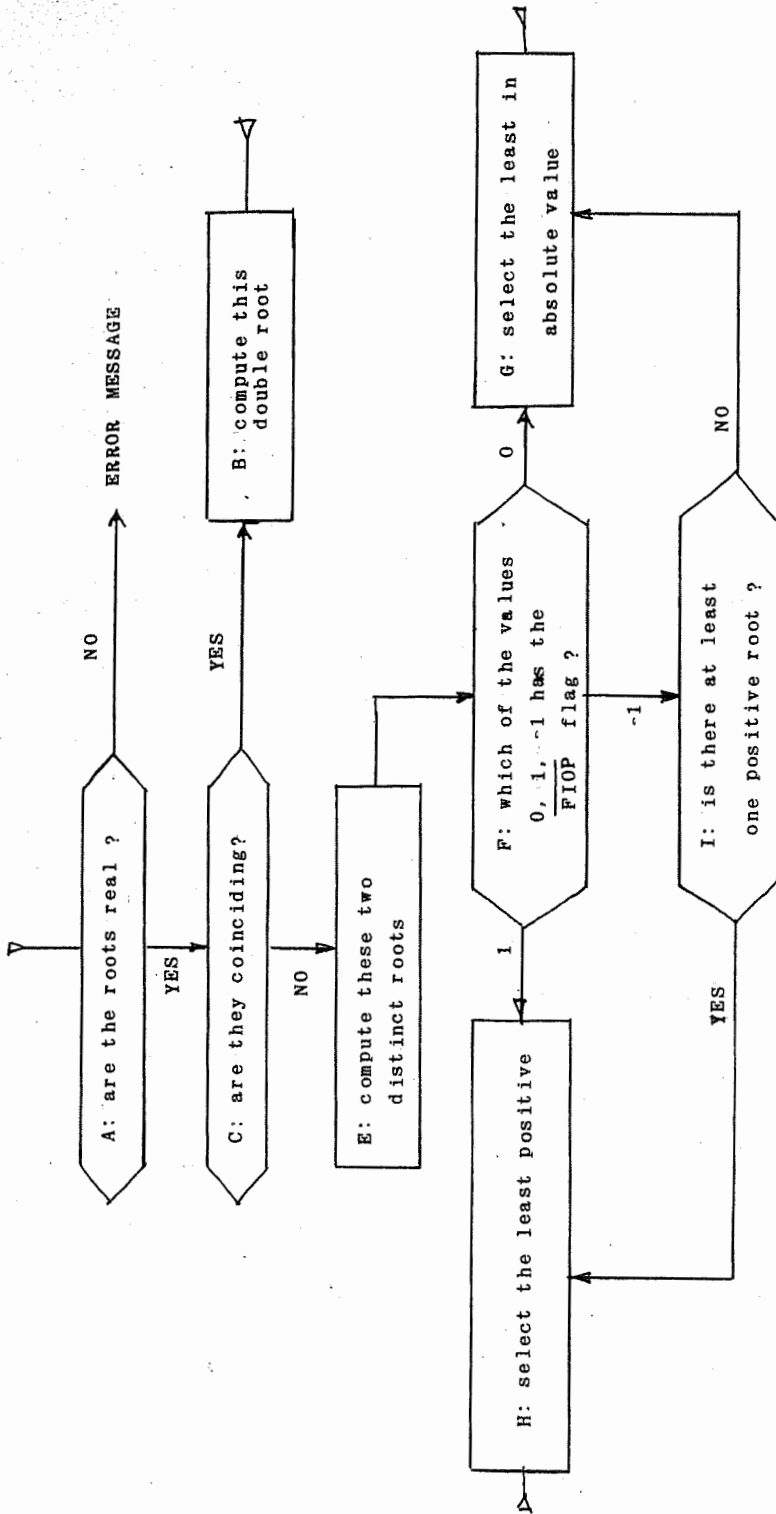 A: are the roots real ?
NO
ERROR MESSAGE
YES
C: are they coinciding?
YES
B: compute this
double root
NO
E: compute these two
distinct roots
H: select the least positive
1
F: which of the values
0, 1, -1 has the
FIOP flag ?
0
G: select the least in
absolute value
-1
YES
I: is there at least
one positive root ?
NO